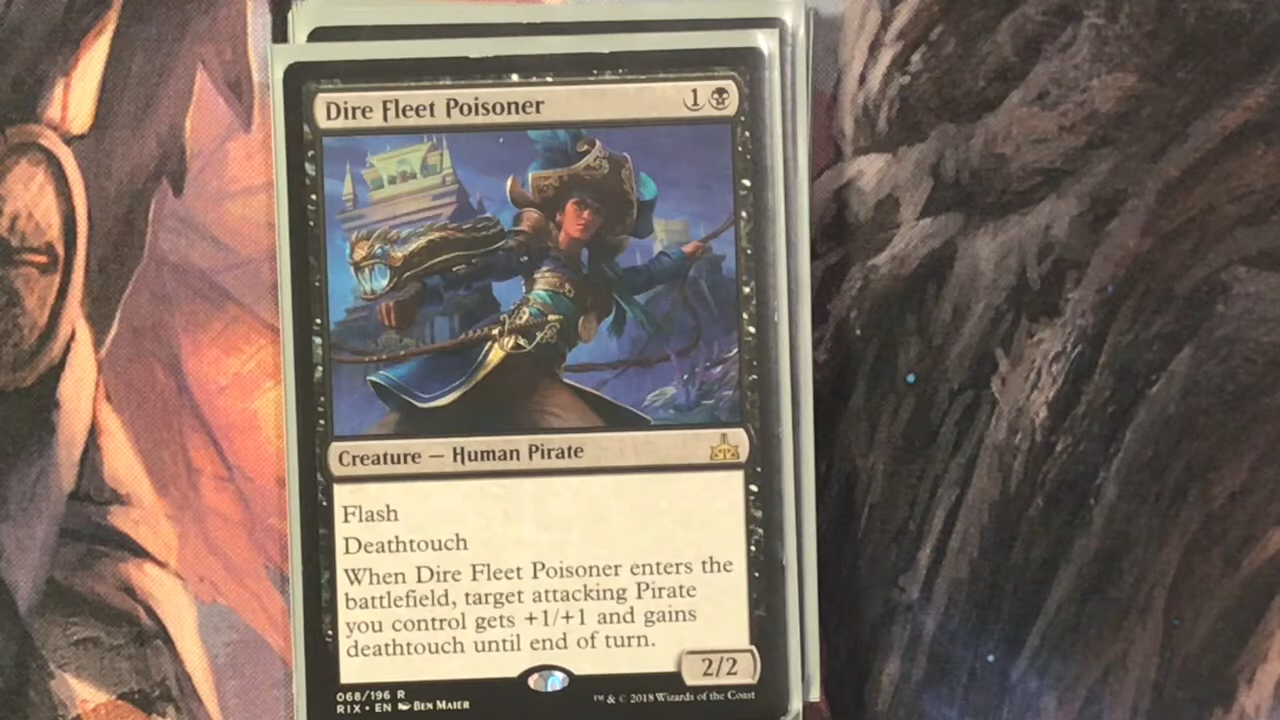 Dire Fleet Poisoner 1
Creature — Human Pirate
Flash
Deathtouch
When Dire Fleet Poisoner enters the
battlefield, target attacking Pirate
you control gets +1/+1 and gains
deathtouch until end of turn.
2/2
068/196 R
RIX • EN Ben Maier
™ & © 2018 Wizards of the Coast